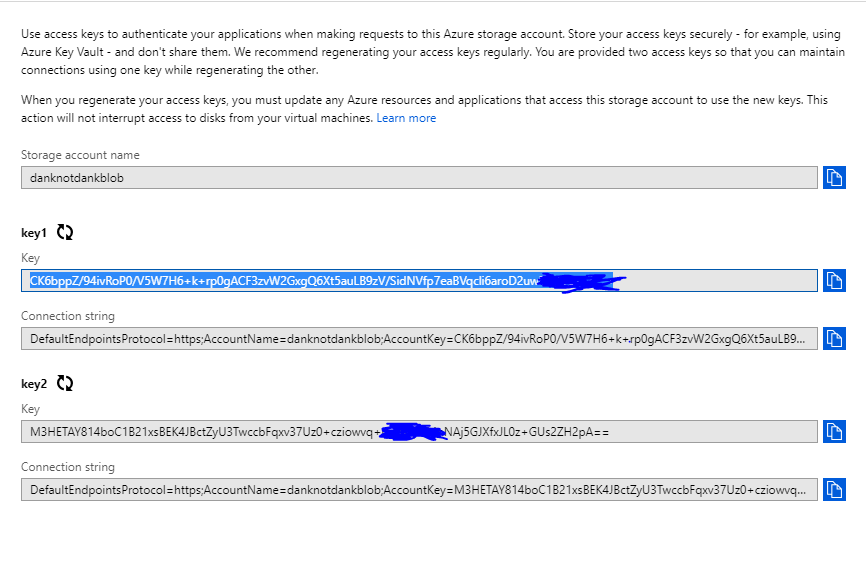 Use access keys to authenticate your applications when making requests to this Azure storage account. Store your access keys securely - for example, using
Azure Key Vault - and don't share them. We recommend regenerating your access keys regularly. You are provided two access keys so that you can maintain
connections using one key while regenerating the other.
When you regenerate your access keys, you must update any Azure resources and applications that access this storage account to use the new keys. This
action will not interrupt access to disks from your virtual machines. Learn more
Storage account name
danknotdankblob
key1
Key
CK6bppZ/94ivRoP0/V5W7H6+k+rp0gACF3zvW2GxgQ6Xt5auLB9zV/SidNVfp7eaBVqcli6aroD2uw
Connection string
DefaultEndpointsProtocol=https;AccountName=danknotdankblob;AccountKey=CK6bppZ/94ivRoP0/V5W7H6+k+rp0gACF3zvW2GxgQ6Xt5auLB9...
key2
Key
M3HETAY814boC1B21xsBEK4JBctZyU3TwccbFqxv37Uz0+cziowvq+ NAj5GJXfxJL0z+GUs2ZH2pA==
Connection string
DefaultEndpointsProtocol=https;AccountName=danknotdankblob;AccountKey=M3HETAY814boC1B21xsBEK4JBctZyU3TwccbFqxv37Uz0+cziowvq...